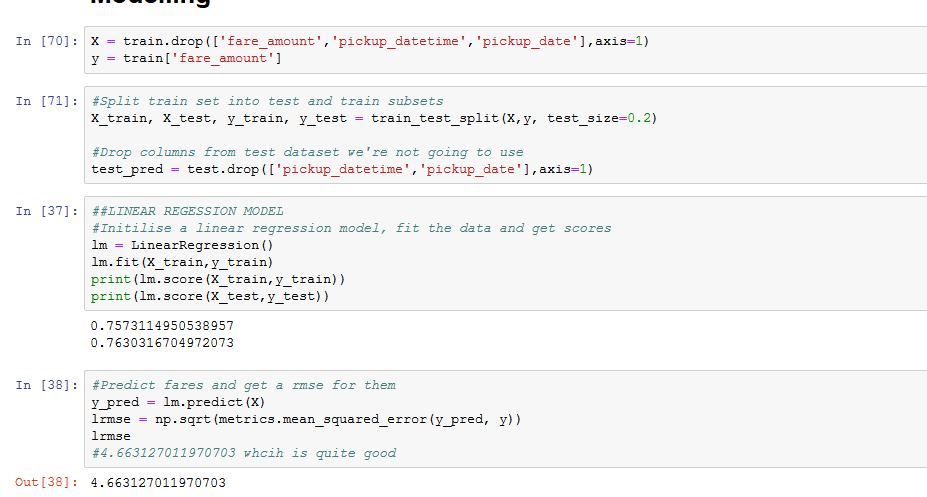 Modelling
In [70]: X = train.drop(['fare_amount','pickup_datetime','pickup_date'],axis=1)
y = train['fare_amount']
In [71]: #Split train set into test and train subsets
X_train, X_test, y_train, y_test = train_test_split(X,y, test_size=0.2)
#Drop columns from test dataset we're not going to use
test_pred = test.drop(['pickup_datetime','pickup_date'],axis=1)
In [37]: ##LINEAR REGESSION MODEL
#Initilise a linear regression model, fit the data and get scores
lm = LinearRegression()
lm.fit(X_train,y_train)
print(lm.score(X_train,y_train))
print(lm.score(X_test,y_test))
0.7573114950538957
0.7630316704972073
In [38]: #Predict fares and get a rmse for them
y_pred = lm.predict(X)
lrmse = np.sqrt(metrics.mean_squared_error(y_pred, y))
lrmse
#4.663127011970703 whcih is quite good
Out[38]: 4.663127011970703